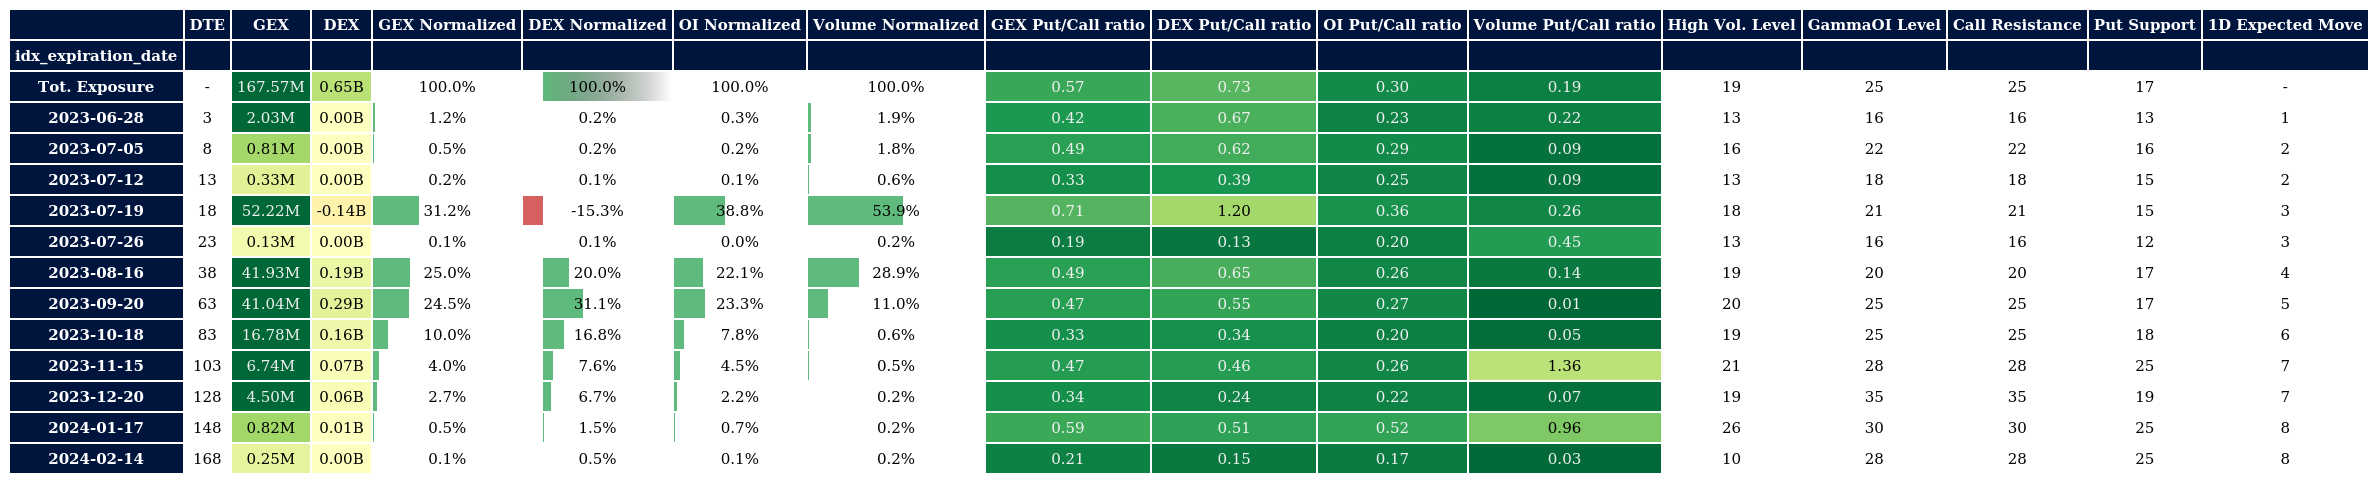 DTE GEX DEX GEX Normalized DEX Normalized OI Normalized Volume Normalized GEX Put/Call ratio DEX Put/Call ratio OI Put/Call ratio Volume Put/Call ratio High Vol. Level GammaOI Level Call Resistance Put Support 1D Expected Move
idx_expiration_date
Tot. Exposure - 167.57M 0.65B 100.0% 100.0% 100.0% 100.0% 0.57 0.73 0.30 0.19 19 25 25 17 -
2023-06-28 3 2.03M 0.00B 1.2% 0.2% 0.3% 1.9% 0.42 0.67 0.23 0.22 13 16 16 13 1
2023-07-05 8 0.81M 0.00B 0.5% 0.2% 0.2% 1.8% 0.49 0.62 0.29 0.09 16 22 22 16 2
2023-07-12 13 0.33M 0.00B 0.2% 0.1% 0.1% 0.6% 0.33 0.39 0.25 0.09 13 18 18 15 2
2023-07-19 18 52.22M -0.14B 31.2% -15.3% 38.8% 53.9% 0.71 1.20 0.36 0.26 18 21 21 15 3
2023-07-26 23 0.13M 0.00B 0.1% 0.1% 0.0% 0.2% 0.19 0.13 0.20 0.45 13 16 16 12 3
2023-08-16 38 41.93M 0.19B 25.0% 20.0% 22.1% 28.9% 0.49 0.65 0.26 0.14 19 20 20 17 4
2023-09-20 63 41.04M 0.29B 24.5% 31.1% 23.3% 11.0% 0.47 0.55 0.27 0.01 20 25 25 17 5
2023-10-18 83 16.78M 0.16B 10.0% 16.8% 7.8% 0.6% 0.33 0.34 0.20 0.05 19 25 25 18 6
2023-11-15 103 6.74M 0.07B 4.0% 7.6% 4.5% 0.5% 0.47 0.46 0.26 1.36 21 28 28 25 7
2023-12-20 128 4.50M 0.06B 2.7% 6.7% 2.2% 0.2% 0.34 0.24 0.22 0.07 19 35 35 19 7
2024-01-17 148 0.82M 0.01B 0.5% 1.5% 0.7% 0.2% 0.59 0.51 0.52 0.96 26 30 30 25 8
2024-02-14 168 0.25M 0.00B 0.1% 0.5% 0.1% 0.2% 0.21 0.15 0.17 0.03 10 28 28 25 8